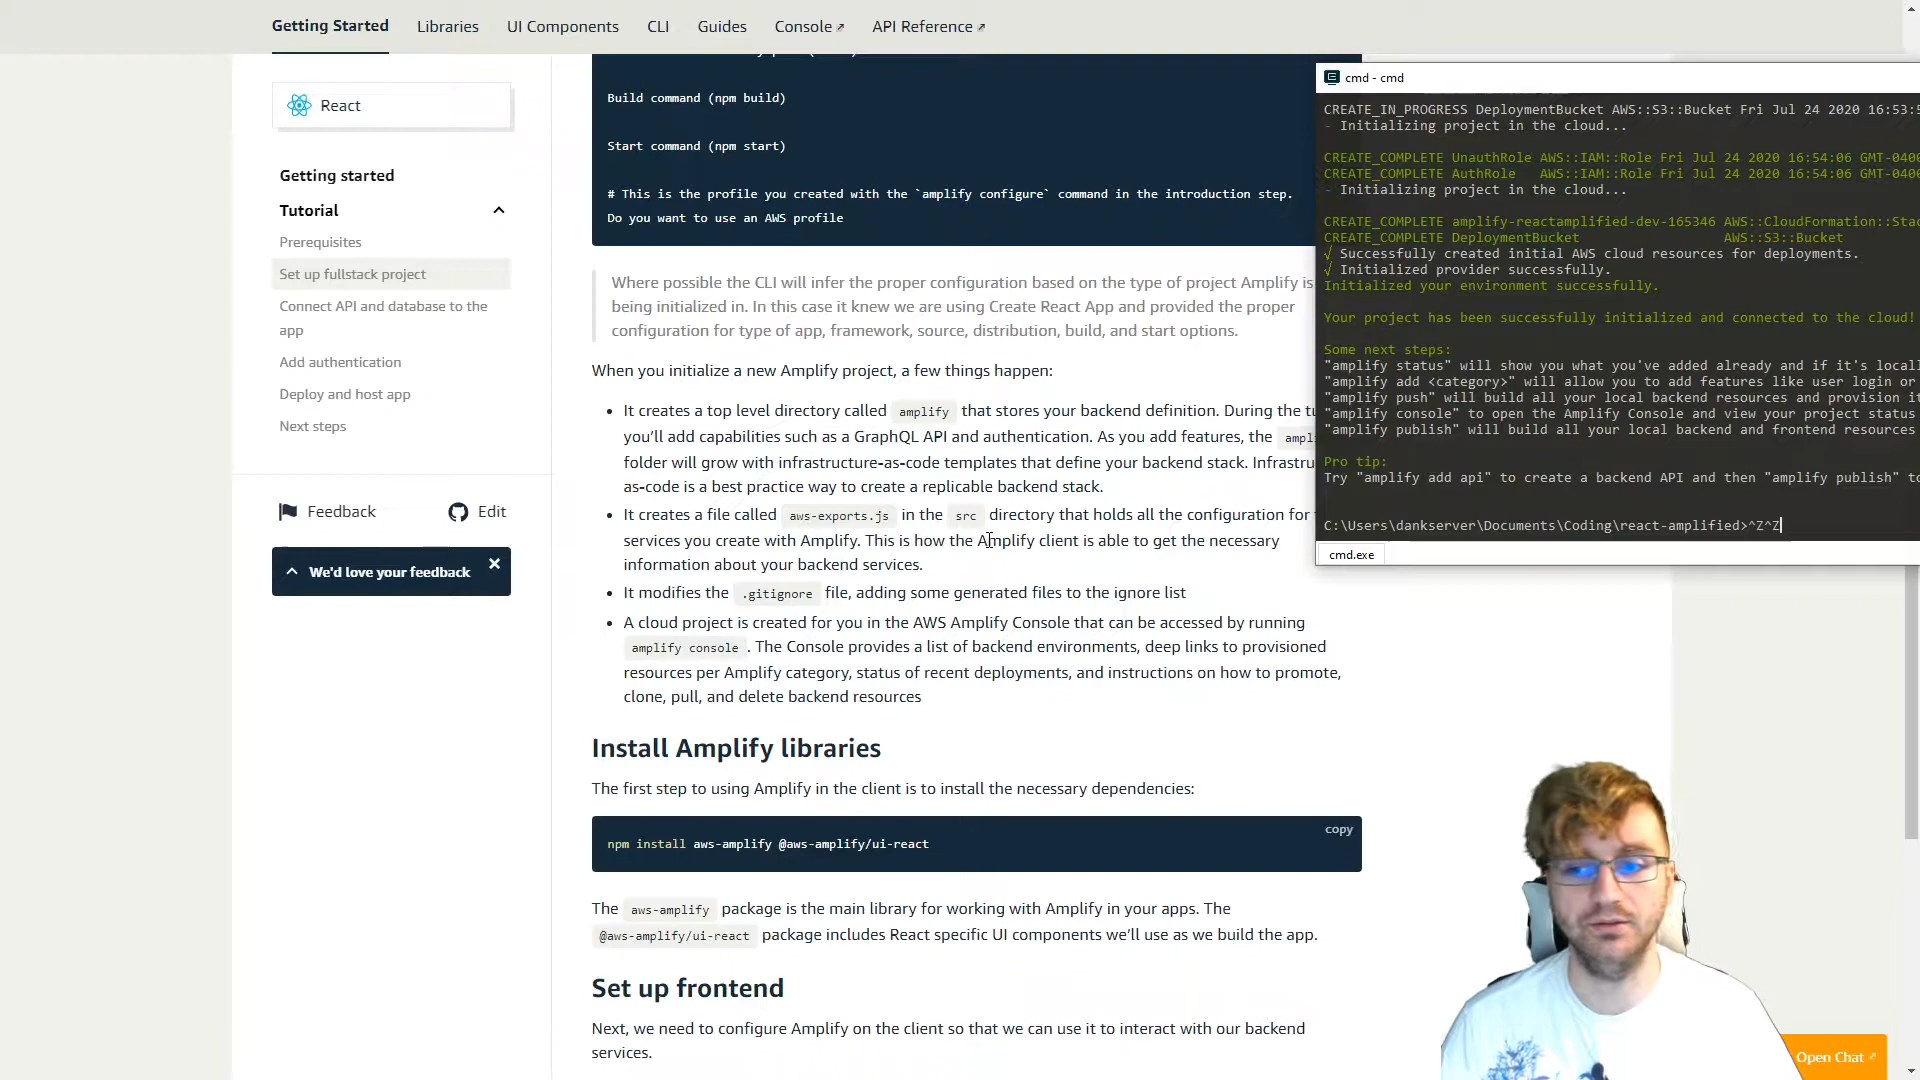 Getting Started
Libraries
UI Components
CLI
Guides
Console
API Reference
React
Getting started
Tutorial
Prerequisites
Set up fullstack project
Connect API and database to the
app
Add authentication
Deploy and host app
Next steps
Feedback
Edit
We'd love your feedback
Build command (npm build)
Start command (npm start)
# This is the profile you created with the `amplify configure` command in the introduction step.
Do you want to use an AWS profile
Where possible the CLI will infer the proper configuration based on the type of project Amplify is
being initialized in. In this case it knew we are using Create React App and provided the proper
configuration for type of app, framework, source, distribution, build, and start options.
When you initialize a new Amplify project, a few things happen:
• It creates a top level directory called amplify that stores your backend definition. During the tu
you'll add capabilities such as a GraphQL API and authentication. As you add features, the ampl
folder will grow with infrastructure-as-code templates that define your backend stack. Infrastru
as-code is a best practice way to create a replicable backend stack.
• It creates a file called aws-exports.js in the src directory that holds all the configuration for
services you create with Amplify. This is how the Amplify client is able to get the necessary
information about your backend services.
• It modifies the .gitignore file, adding some generated files to the ignore list
• A cloud project is created for you in the AWS Amplify Console that can be accessed by running
amplify console . The Console provides a list of backend environments, deep links to provisioned
resources per Amplify category, status of recent deployments, and instructions on how to promote,
clone, pull, and delete backend resources
Install Amplify libraries
The first step to using Amplify in the client is to install the necessary dependencies:
copy
npm install aws-amplify @aws-amplify/ui-react
The aws-amplify package is the main library for working with Amplify in your apps. The
@aws-amplify/ui-react package includes React specific UI components we'll use as we build the app.
Set up frontend
Next, we need to configure Amplify on the client so that we can use it to interact with our backend
services.
cmd - cmd
CREATE_IN_PROGRESS DeploymentBucket AWS::S3::Bucket Fri Jul 24 2020 16:53:5
- Initializing project in the cloud...
CREATE_COMPLETE UnauthRole AWS::IAM::Role Fri Jul 24 2020 16:54:06 GMT-0400
CREATE_COMPLETE AuthRole   AWS::IAM::Role Fri Jul 24 2020 16:54:06 GMT-0400
- Initializing project in the cloud...
CREATE_COMPLETE amplify-reactamplified-dev-165346 AWS::CloudFormation::Stac
CREATE_COMPLETE DeploymentBucket                  AWS::S3::Bucket
√ Successfully created initial AWS cloud resources for deployments.
√ Initialized provider successfully.
Initialized your environment successfully.
Your project has been successfully initialized and connected to the cloud!
Some next steps:
"amplify status" will show you what you've added already and if it's locall
"amplify add <category>" will allow you to add features like user login or
"amplify push" will build all your local backend resources and provision it
"amplify console" to open the Amplify Console and view your project status
"amplify publish" will build all your local backend and frontend resources
Pro tip:
Try "amplify add api" to create a backend API and then "amplify publish" to
C:\Users\dankserver\Documents\Coding\react-amplified>^Z^Z
cmd.exe
Open Chat